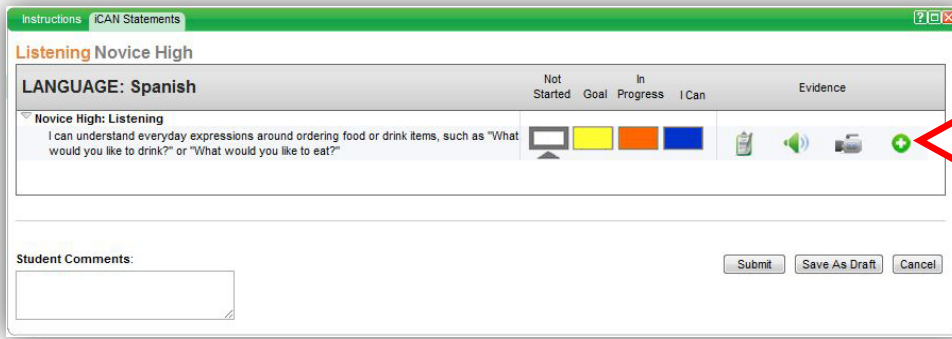 Instructions iCAN Statements
Listening Novice High
LANGUAGE: Spanish
Not Started Goal In Progress I Can Evidence
Novice High: Listening
I can understand everyday expressions around ordering food or drink items, such as "What
would you like to drink?" or "What would you like to eat?"
Student Comments:
Submit Save As Draft Cancel